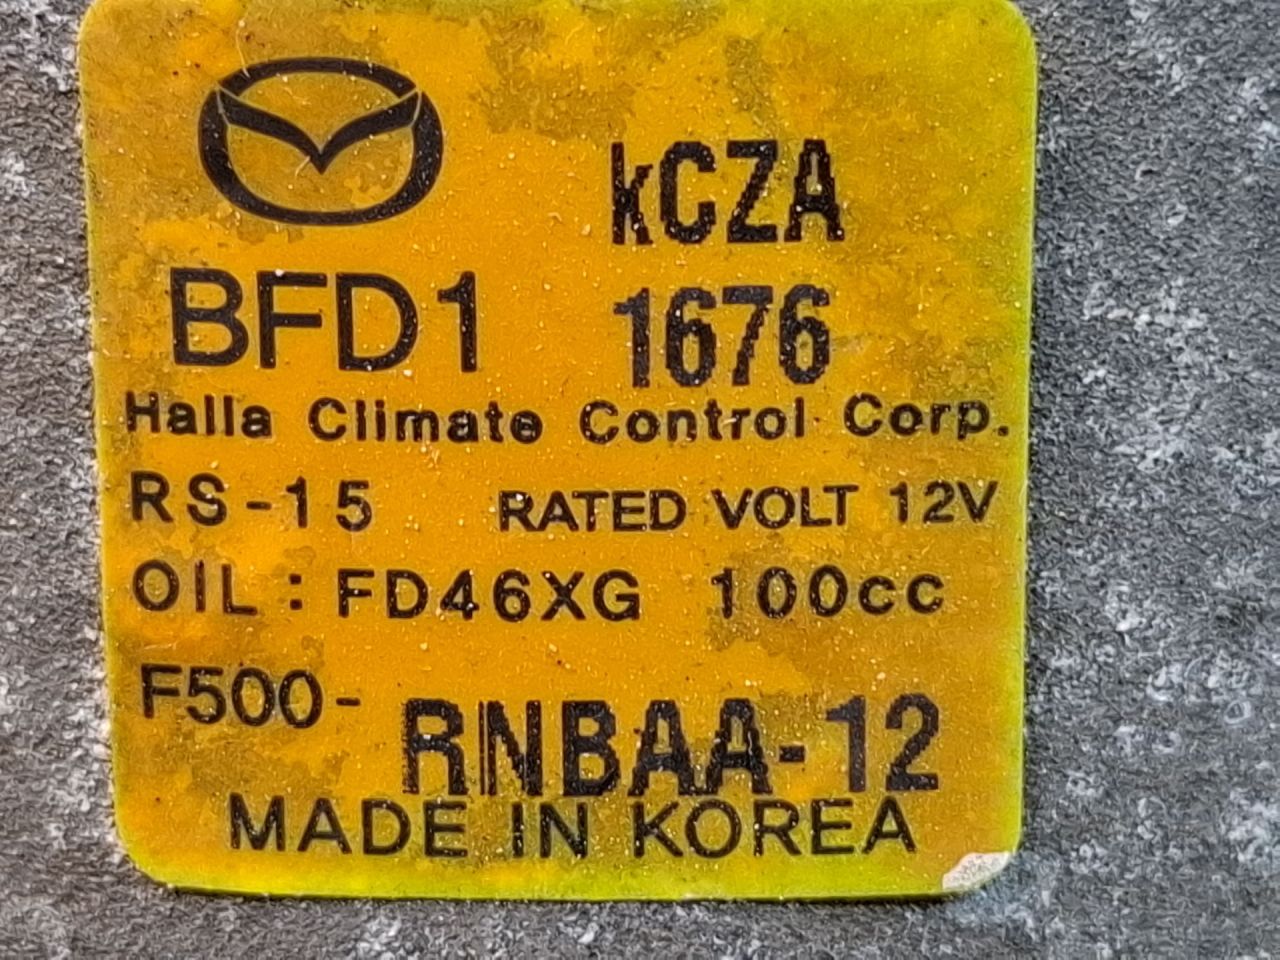 kCZA
BFD1 1676
Halla Climate Control Corp.
RS-15 RATED VOLT 12V
OIL: FD46XG 100cc
F500-RNBAA-12
MADE IN KOREA